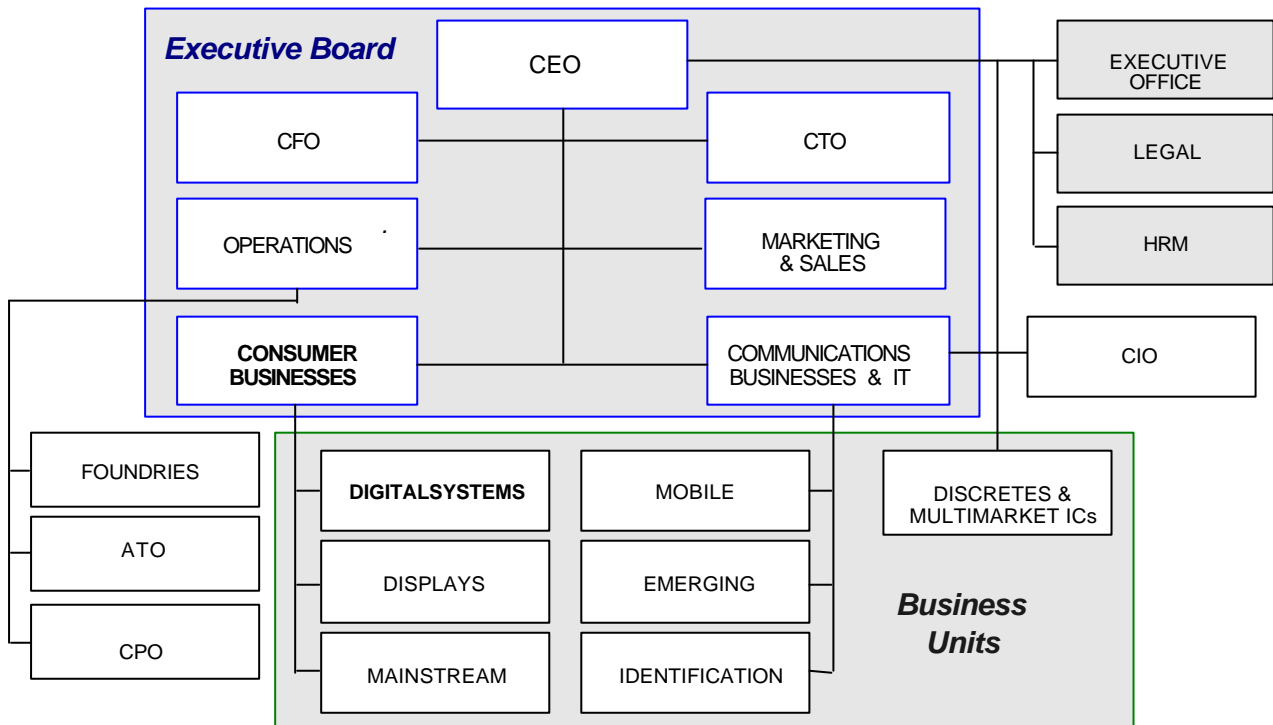 Executive Board
CEO
EXECUTIVE
OFFICE
CFO
CTO
LEGAL
OPERATIONS
MARKETING
& SALES
HRM
CONSUMER
BUSINESSES
COMMUNICATIONS
BUSINESSES & IT
CIO
FOUNDRIES
DIGITALSYSTEMS
MOBILE
DISCRETES &
MULTIMARKET ICs
ATO
DISPLAYS
EMERGING
Business
Units
CPO
MAINSTREAM
IDENTIFICATION